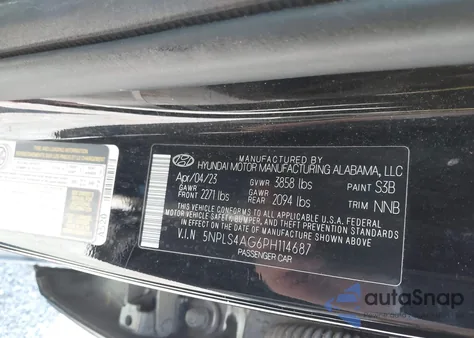 MANUFACTURED BY
HYUNDAI MOTOR MANUFACTURING ALABAMA, LLC
Apr/04/23 GVWR 3858 lbs PAINT S3B
GAWR FRONT 2271 lbs GAWR REAR 2094 lbs TRIM NNB
THIS VEHICLE CONFORMS TO ALL APPLICABLE U.S.A. FEDERAL
MOTOR VEHICLE SAFETY, BUMPER, AND THEFT PREVENTION STANDARDS
IN EFFECT ON THE DATE OF MANUFACTURE SHOWN ABOVE.
V.I.N 5NPLS4AG6PH114687
PASSENGER CAR
autoSnap